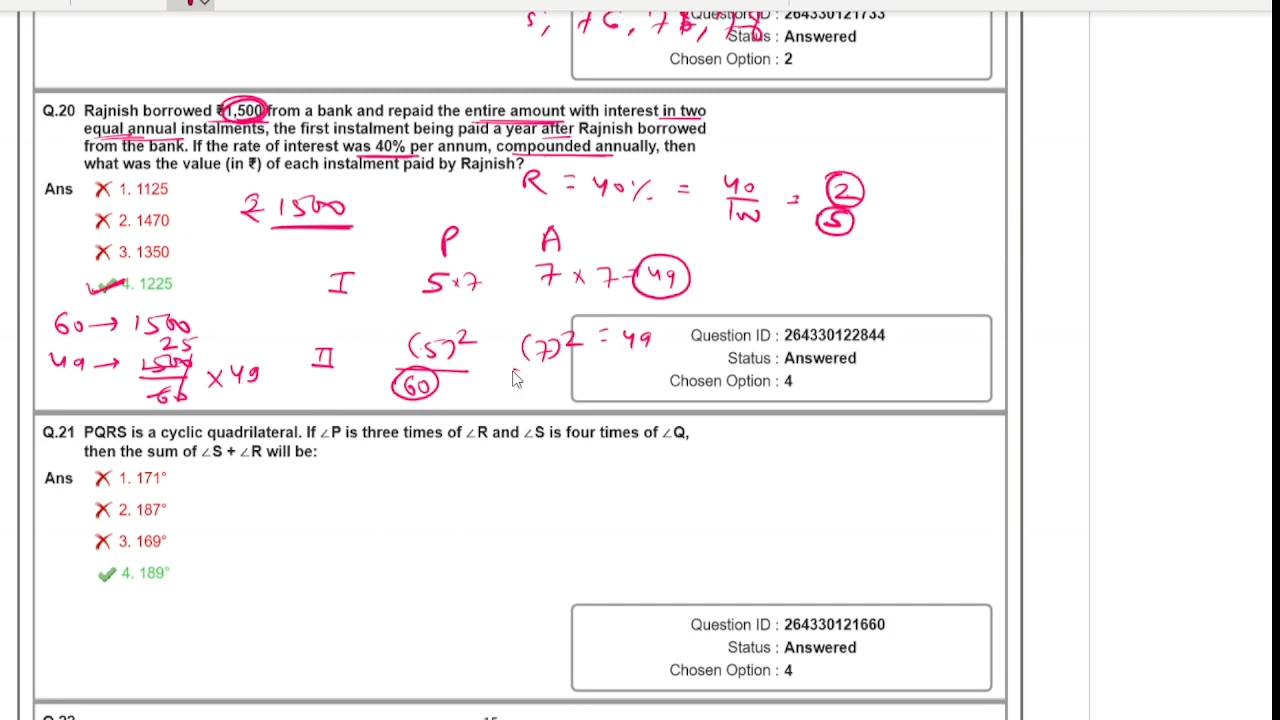 5, 76, 77, 78
Question ID : 264330121733
Status : Answered
Chosen Option : 2
Q.20 Rajnish borrowed ₹1,500 from a bank and repaid the entire amount with interest in two
equal annual instalments, the first instalment being paid a year after Rajnish borrowed
from the bank. If the rate of interest was 40% per annum, compounded annually, then
what was the value (in ₹) of each instalment paid by Rajnish?
Ans 1. 1125
2. 1470
3. 1350
4. 1225
₹ 1500
R = 40% = 40/100 = 2/5
P A
I 5×7 7 × 7 = 49
II (5)² (7)² = 49
60
60 → 1500
25
49 → 1500/60 × 49
Question ID : 264330122844
Status : Answered
Chosen Option : 4
Q.21 PQRS is a cyclic quadrilateral. If ∠P is three times of ∠R and ∠S is four times of ∠Q,
then the sum of ∠S + ∠R will be:
Ans 1. 171°
2. 187°
3. 169°
4. 189°
Question ID : 264330121660
Status : Answered
Chosen Option : 4
Q.22
15